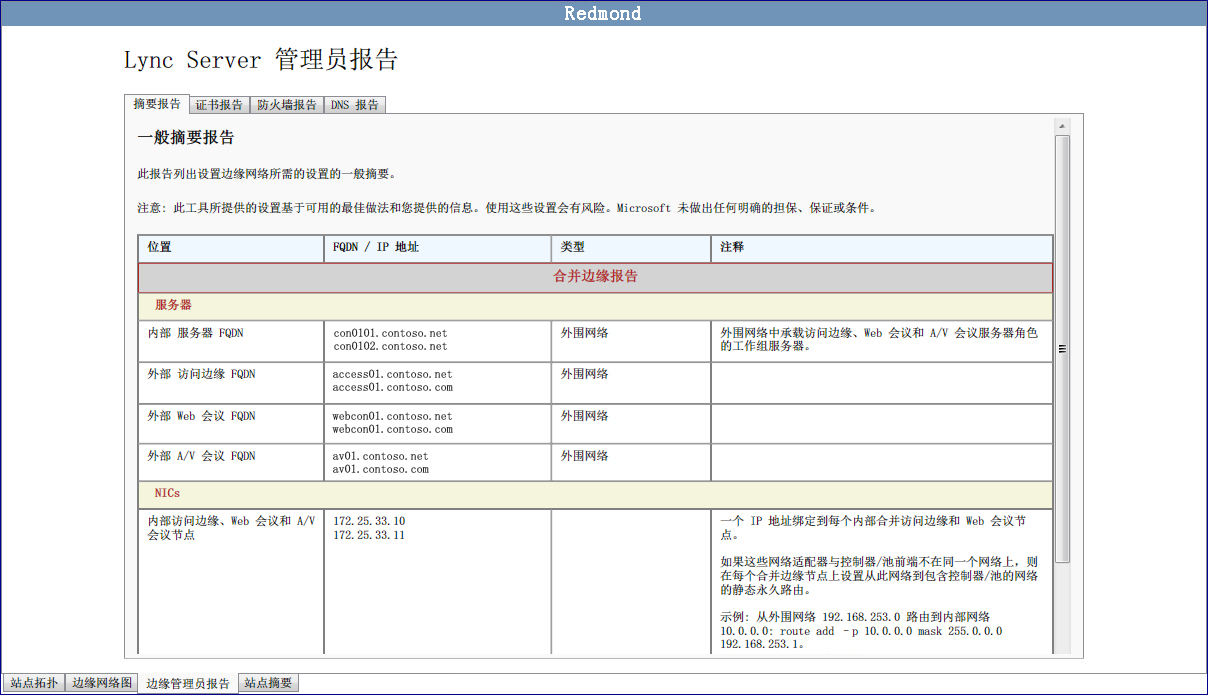 Redmond
Lync Server 管理员报告
摘要报告 证书报告 防火墙报告 DNS 报告
一般摘要报告
此报告列出设置边缘网络所需的设置的一般摘要。
注意: 此工具所提供的设置基于可用的最佳做法和您提供的信息。使用这些设置会有风险。Microsoft 未做出任何明确的担保、保证或条件。
位置 FQDN / IP 地址 类型 注释
合并边缘报告
服务器
内部 服务器 FQDN con0101.contoso.net 外围网络 外围网络中承载访问边缘、Web 会议和 A/V 会议服务器角色
con0102.contoso.net 的工作组服务器。
外部 访问边缘 FQDN access01.contoso.net 外围网络
access01.contoso.com
外部 Web 会议 FQDN webcon01.contoso.net 外围网络
webcon01.contoso.com
外部 A/V 会议 FQDN av01.contoso.net 外围网络
av01.contoso.com
NICs
内部访问边缘、Web 会议和 A/V 172.25.33.10 一个 IP 地址绑定到每个内部合并访问边缘和 Web 会议节
会议节点 172.25.33.11 点。
如果这些网络适配器与控制器/池前端不在同一个网络上，则
在每个合并边缘节点上设置从此网络到包含控制器/池的网络
的静态永久路由。
示例: 从外围网络 192.168.253.0 路由到内部网络
10.0.0.0: route add –p 10.0.0.0 mask 255.0.0.0
192.168.253.1。
站点拓扑 边缘网络图 边缘管理员报告 站点摘要